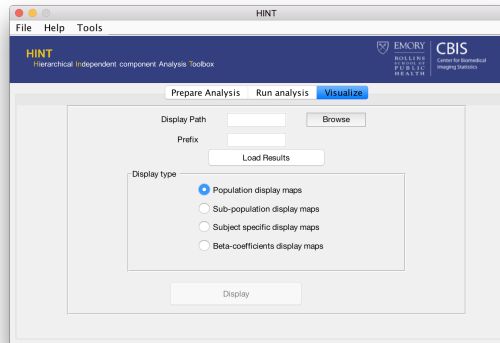 HINT
File Help Tools
HINT
Hierarchical Independent component Analysis Toolbox
EMORY
ROLLINS
SCHOOL OF
PUBLIC
HEALTH
CBIS
Center for Biomedical
Imaging Statistics
Prepare Analysis Run analysis Visualize
Display Path Browse
Prefix
Load Results
Display type
Population display maps
Sub-population display maps
Subject specific display maps
Beta-coefficients display maps
Display